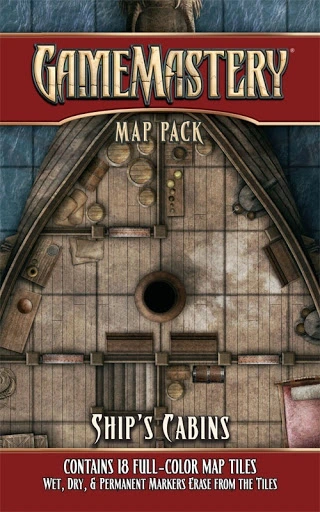 GAMEMASTERY®
MAP PACK
SHIP'S CABINS
CONTAINS 18 FULL-COLOR MAP TILES
WET, DRY, & PERMANENT MARKERS ERASE FROM THE TILES